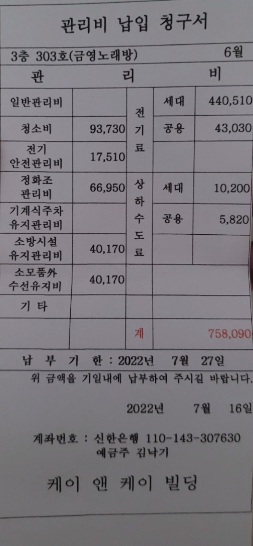 관리비 납입 청구서
3층 303호(금영노래방) 6월
관 리 비
일반관리비 전기료 세대 440,510
청소비 93,730 공용 43,030
전기안전관리비 17,510
정화조관리비 66,950 상하수도료 세대 10,200
기계식주차유지관리비 공용 5,820
소방시설유지관리비 40,170
소모품外수선유지비 40,170
기 타
계 758,090
납 부 기 한 : 2022년 7월 27일
위 금액을 기일내에 납부하여 주시길 바랍니다.
2022년 7월 16일
계좌번호 : 신한은행 110-143-307630
예금주 김낙기
케이 앤 케이 빌딩